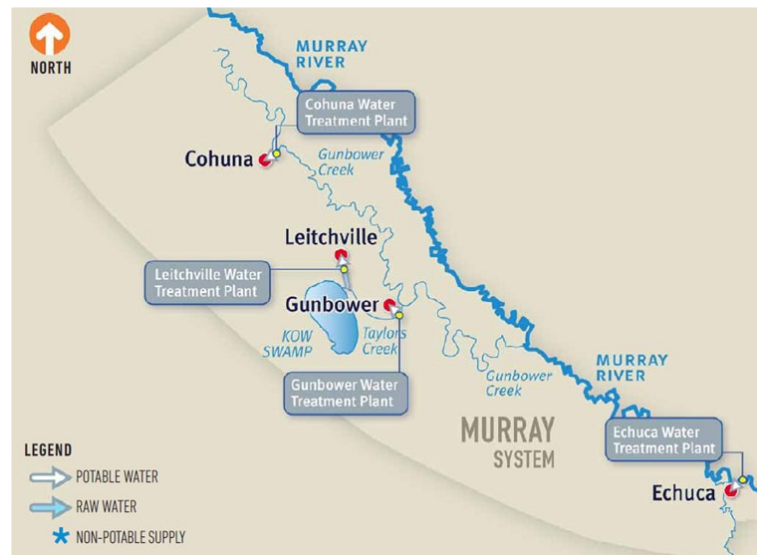 NORTH
MURRAY
RIVER
Cohuna Water
Treatment Plant
Cohuna
Gunbower
Creek
Leitchville
Leitchville Water
Treatment Plant
Gunbower
KOW
SWAMP
Taylors
Creek
Gunbower Water
Treatment Plant
Gunbower
Creek
MURRAY
RIVER
MURRAY
SYSTEM
Echuca Water
Treatment Plant
Echuca
LEGEND
POTABLE WATER
RAW WATER
NON-POTABLE SUPPLY